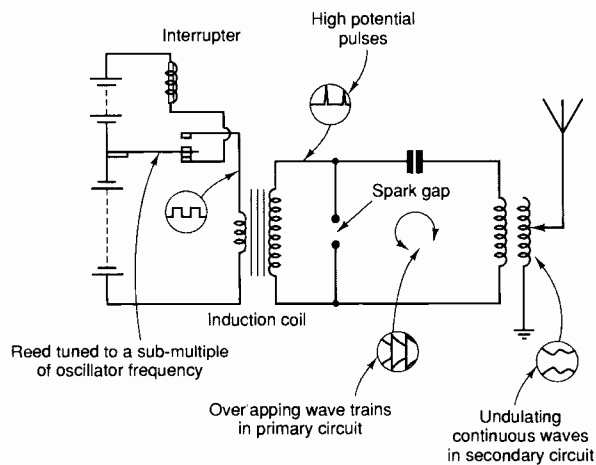 Interrupter
High potential
pulses
Spark gap
Induction coil
Reed tuned to a sub-multiple
of oscillator frequency
Over apping wave trains
in primary circuit
Undulating
continuous waves
in secondary circuit